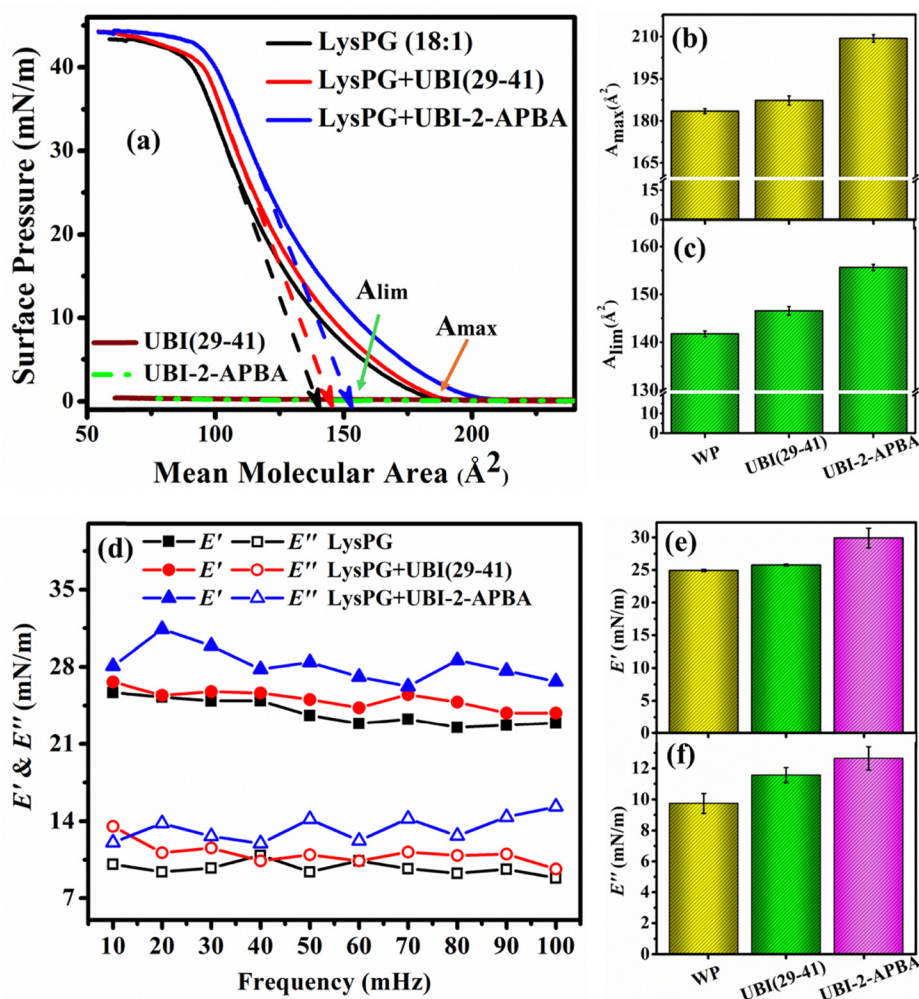 (a)
LysPG (18:1)
LysPG+UBI(29-41)
LysPG+UBI-2-APBA
Alim
Amax
UBI(29-41)
UBI-2-APBA
Surface Pressure (mN/m)
40
30
20
10
0
50 100 150 200
Mean Molecular Area (Å2)
(b)
Amax(Å2)
210
195
180
165
15
0
(c)
Alim(Å2)
160
150
140
130
10
0
WP UBI(29-41) UBI-2-APBA
(d)
E' E'' LysPG
E' E'' LysPG+UBI(29-41)
E' E'' LysPG+UBI-2-APBA
E' & E'' (mN/m)
35
28
21
14
7
10 20 30 40 50 60 70 80 90 100
Frequency (mHz)
(e)
E' (mN/m)
30
25
20
15
10
5
0
(f)
E'' (mN/m)
12
10
8
6
4
2
0
WP UBI(29-41) UBI-2-APBA